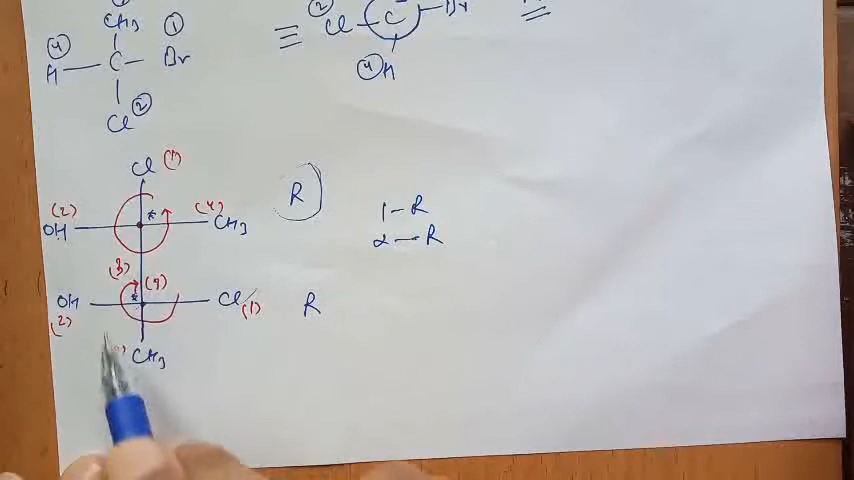 CH3 (1)
(4) H — C — Br
Cl (2)
≡ (2) Cl — C — Br ≡
(4) H
Cl (1)
(2) OH * (4) CH3 R
1 - R
2 - R
(3) (4)
OH * Cl (1) R
(2)
CH3